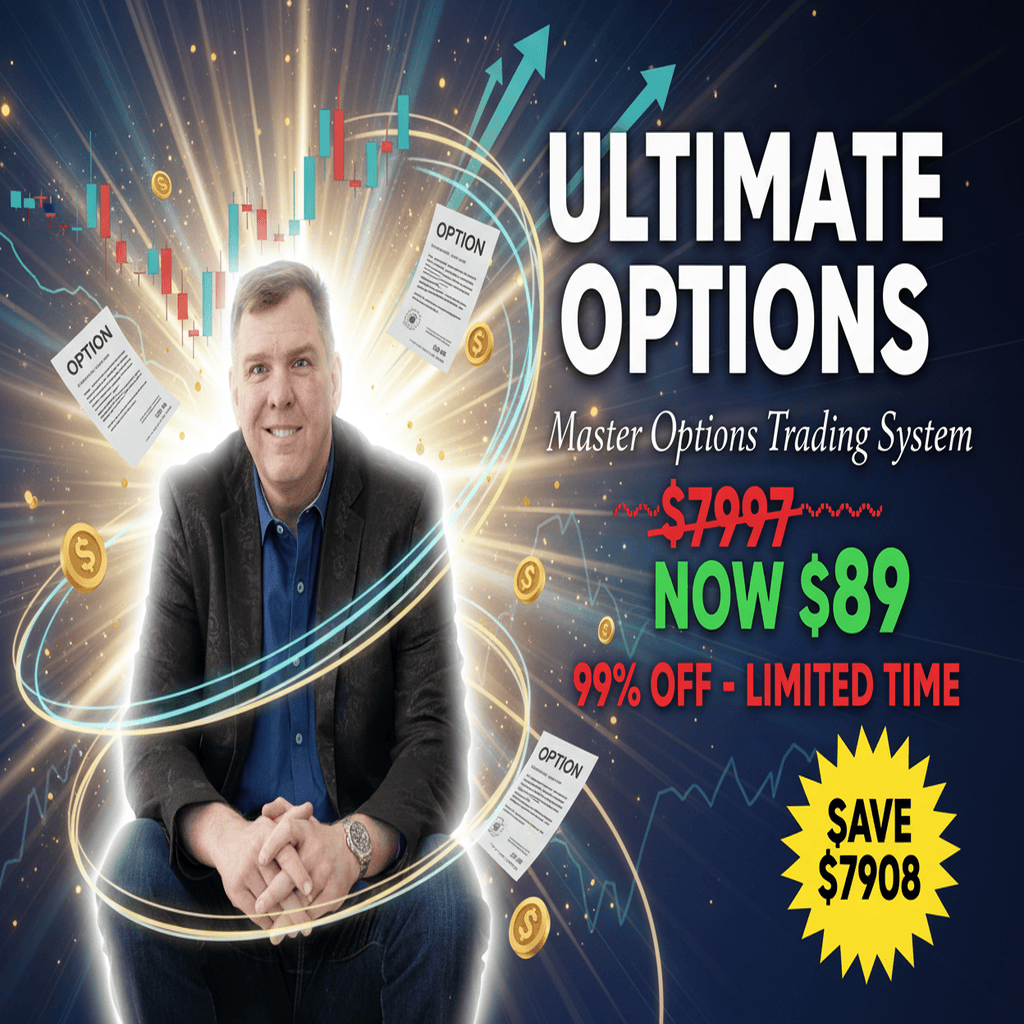 OPTION
OPTION
ULTIMATE
OPTIONS
Master Options Trading System
$7997
NOW $89
99% OFF - LIMITED TIME
OPTION
$AVE
$7908